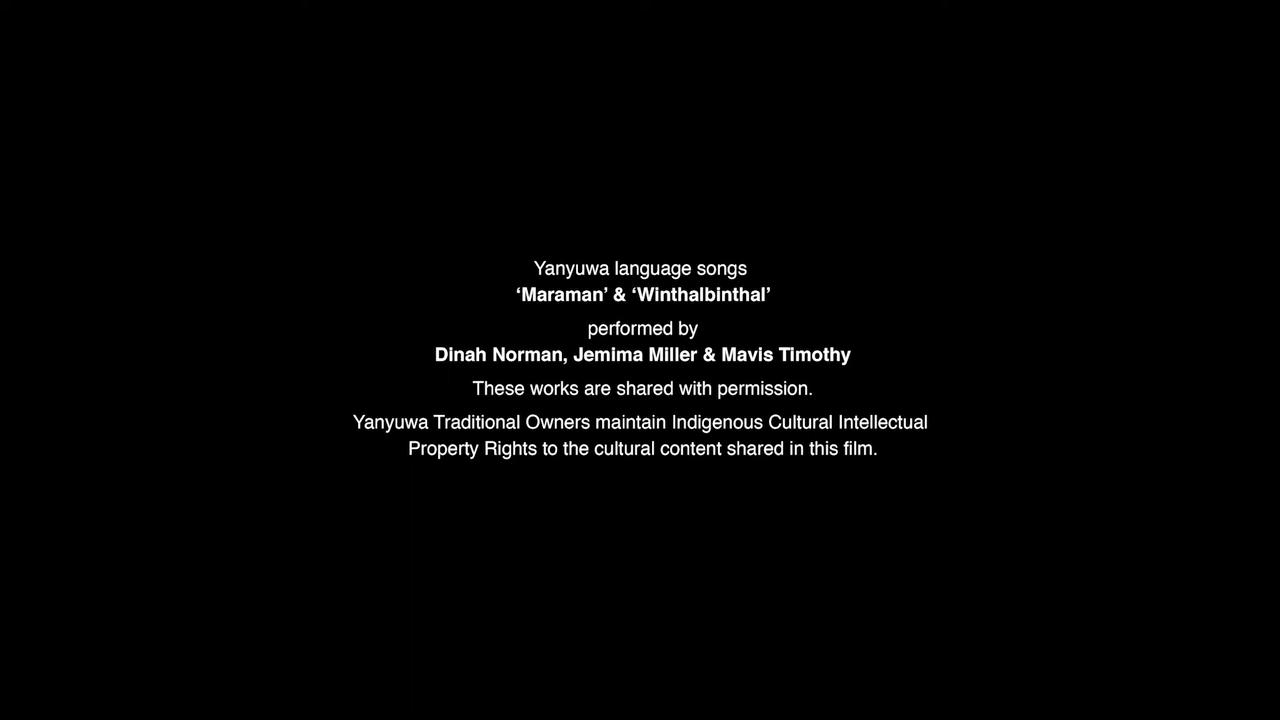 Yanyuwa language songs
‘Maraman’ & ‘Winthalbinthal’
performed by
Dinah Norman, Jemima Miller & Mavis Timothy
These works are shared with permission.
Yanyuwa Traditional Owners maintain Indigenous Cultural Intellectual
Property Rights to the cultural content shared in this film.